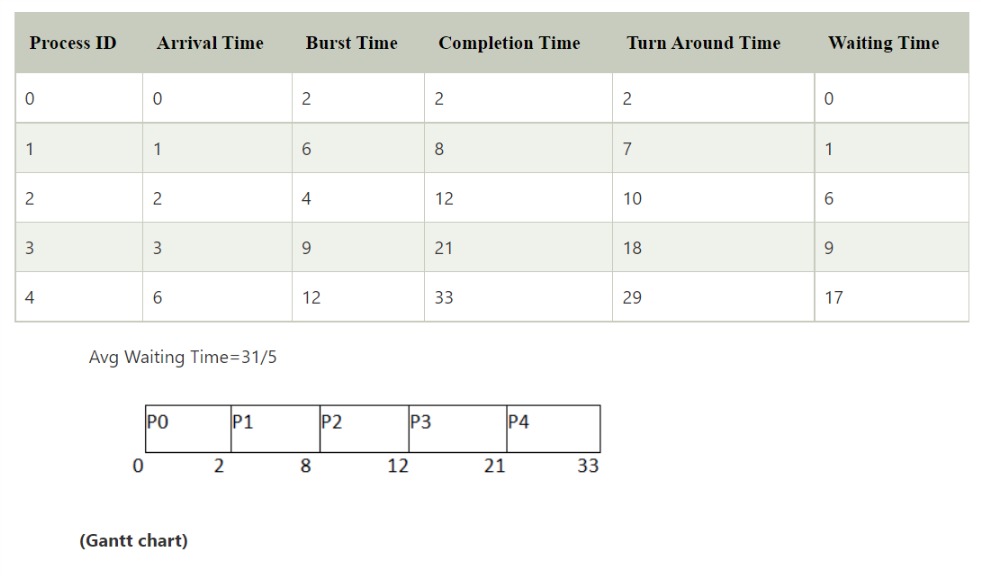 Process ID Arrival Time Burst Time Completion Time Turn Around Time Waiting Time
0 0 2 2 2 0
1 1 6 8 7 1
2 2 4 12 10 6
3 3 9 21 18 9
4 6 12 33 29 17
Avg Waiting Time=31/5
P0 P1 P2 P3 P4
0 2 8 12 21 33
(Gantt chart)